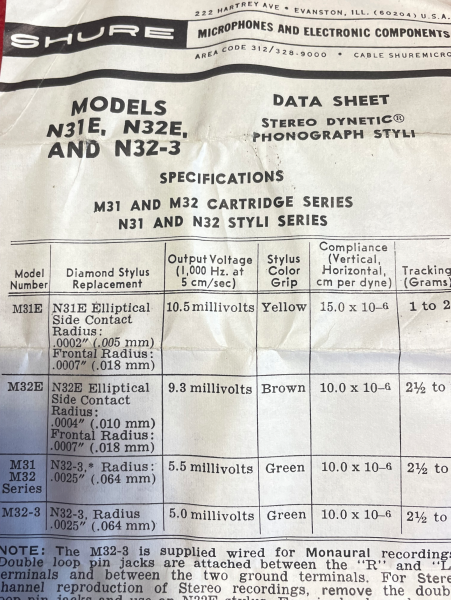 222 HARTREY AVE • EVANSTON, ILL. (60204) U.S.A.
SHURE
MICROPHONES AND ELECTRONIC COMPONENTS
AREA CODE 312/328-9000 • CABLE SHUREMICRO
MODELS
N31E, N32E,
AND N32-3
DATA SHEET
STEREO DYNETIC®
PHONOGRAPH STYLI
SPECIFICATIONS
M31 AND M32 CARTRIDGE SERIES
N31 AND N32 STYLI SERIES
Model
Number
Diamond Stylus
Replacement
Output Voltage
(1,000 Hz. at
5 cm/sec)
Stylus
Color
Grip
Compliance
(Vertical,
Horizontal,
cm per dyne)
Tracking
(Grams)
M31E
N31E Elliptical
Side Contact
Radius:
.0002" (.005 mm)
Frontal Radius:
.0007" (.018 mm)
10.5 millivolts
Yellow
15.0 x 10-6
1 to 2
M32E
N32E Elliptical
Side Contact
Radius:
.0004" (.010 mm)
Frontal Radius:
.0007" (.018 mm)
9.3 millivolts
Brown
10.0 x 10-6
2½ to
M31
M32
Series
N32-3,* Radius:
.0025" (.064 mm)
5.5 millivolts
Green
10.0 x 10-6
2½ to
M32-3
N32-3, Radius
.0025" (.064 mm)
5.0 millivolts
Green
10.0 x 10-6
2½ to
NOTE: The M32-3 is supplied wired for Monaural recordings
Double loop pin jacks are attached between the "R" and "L
erminals and between the two ground terminals. For Stere
hannel reproduction of Stereo recordings, remove the doub